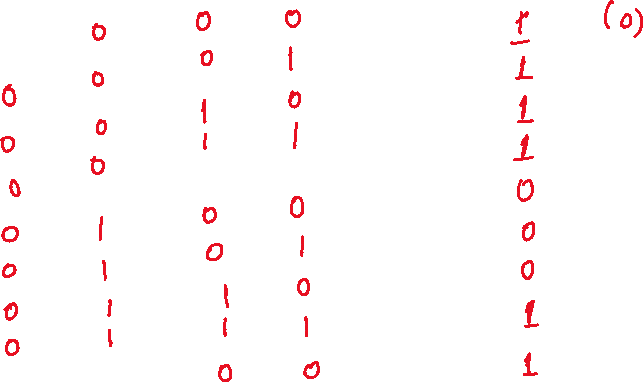 0 0 0 1 (0)
0 0 1 1
0 0 1 0 1
0 0 1 1 1
0 0 0 0
0 1 0 1 0
0 1 1 0 0
0 1 1 1 1
0 1 0 0 1